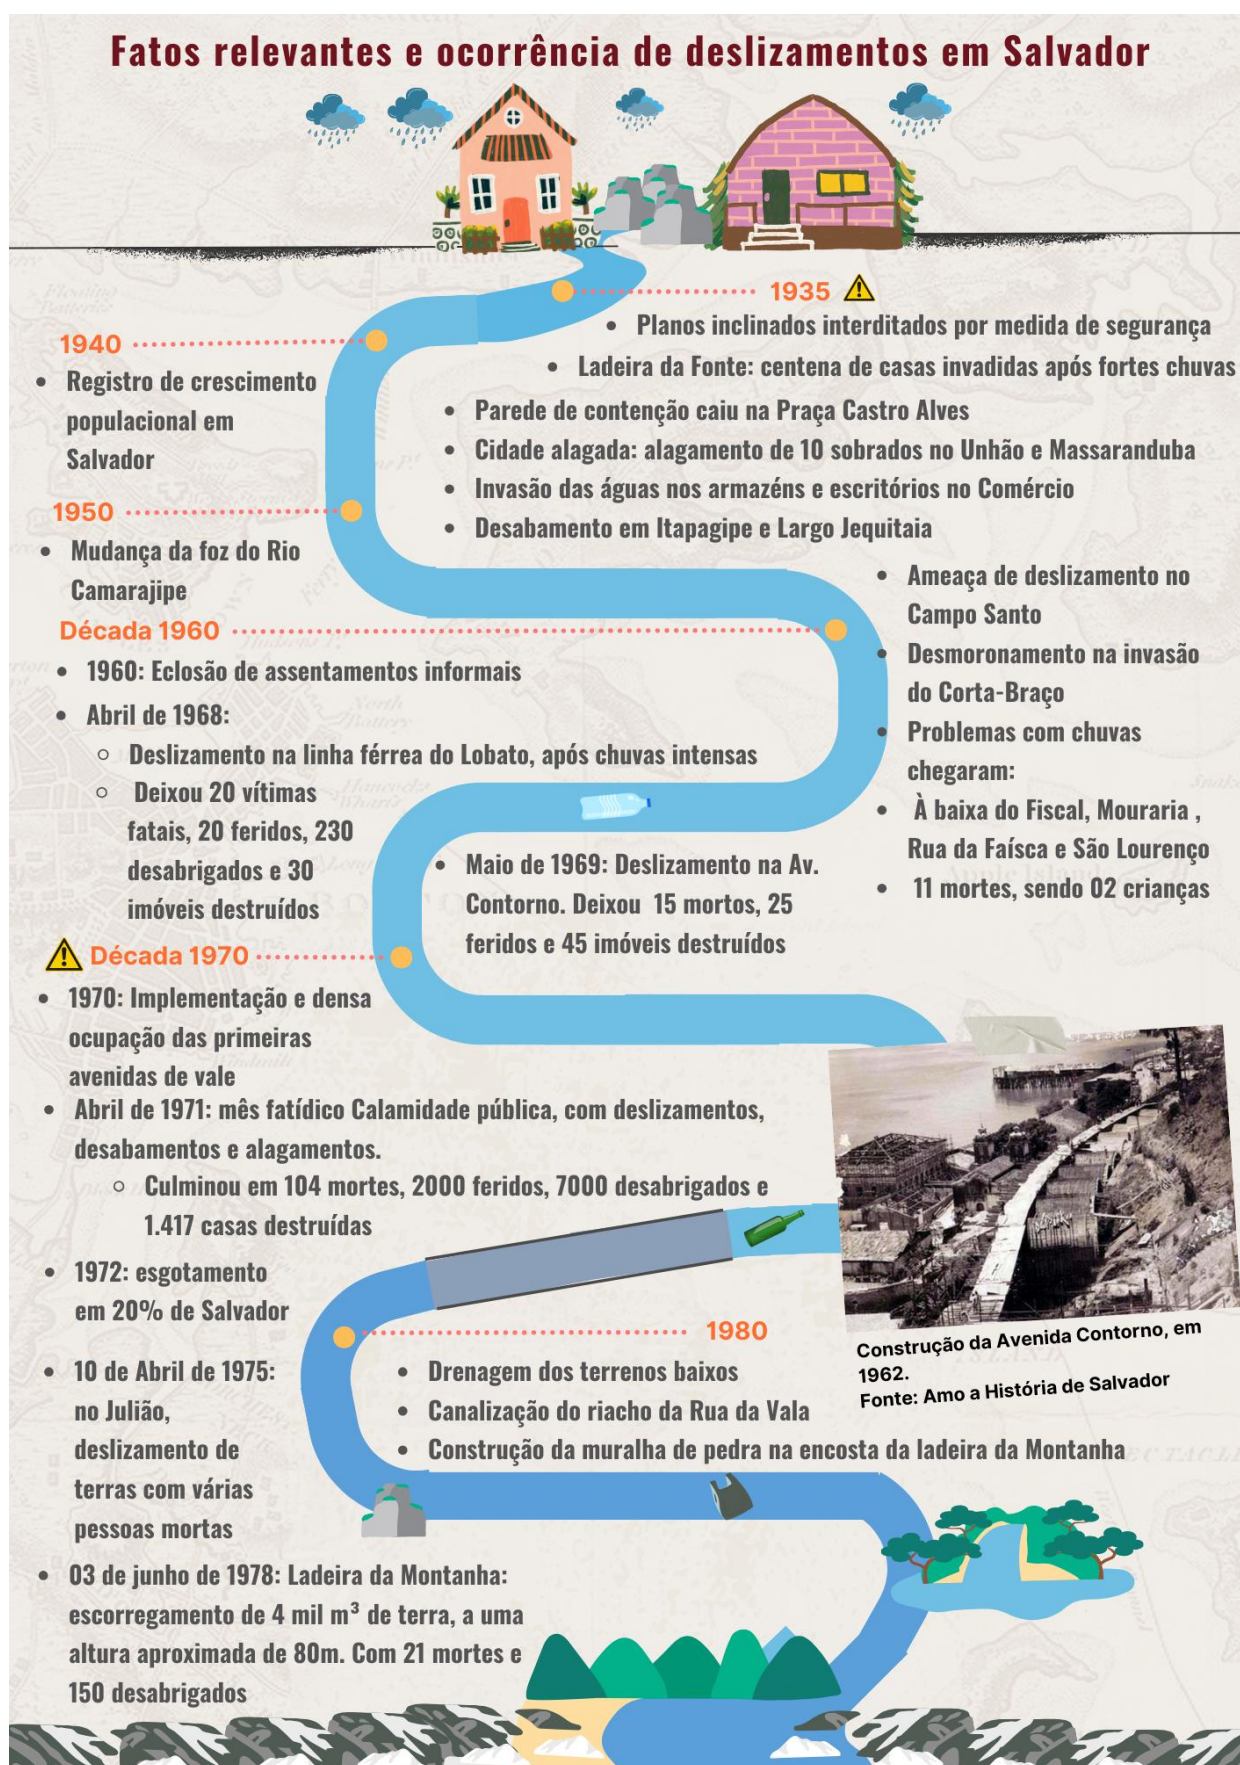 Fatos relevantes e ocorrência de deslizamentos em Salvador
1935
• Planos inclinados interditados por medida de segurança
• Ladeira da Fonte: centena de casas invadidas após fortes chuvas
• Parede de contenção caiu na Praça Castro Alves
• Cidade alagada: alagamento de 10 sobrados no Unhão e Massaranduba
• Invasão das águas nos armazéns e escritórios no Comércio
• Desabamento em Itapagipe e Largo Jequitaia
• Ameaça de deslizamento no
Campo Santo
• Desmoronamento na invasão
do Corta-Braço
• Problemas com chuvas
chegaram:
• À baixa do Fiscal, Mouraria ,
Rua da Faísca e São Lourenço
• 11 mortes, sendo 02 crianças
1940
• Registro de crescimento
populacional em
Salvador
1950
• Mudança da foz do Rio
Camarajipe
Década 1960
• 1960: Eclosão de assentamentos informais
• Abril de 1968:
○ Deslizamento na linha férrea do Lobato, após chuvas intensas
○ Deixou 20 vítimas
fatais, 20 feridos, 230
desabrigados e 30
imóveis destruídos
• Maio de 1969: Deslizamento na Av.
Contorno. Deixou 15 mortos, 25
feridos e 45 imóveis destruídos
Década 1970
• 1970: Implementação e densa
ocupação das primeiras
avenidas de vale
• Abril de 1971: mês fatídico Calamidade pública, com deslizamentos,
desabamentos e alagamentos.
○ Culminou em 104 mortes, 2000 feridos, 7000 desabrigados e
1.417 casas destruídas
• 1972: esgotamento
em 20% de Salvador
• 10 de Abril de 1975:
no Julião,
deslizamento de
terras com várias
pessoas mortas
• 03 de junho de 1978: Ladeira da Montanha:
escorregamento de 4 mil m³ de terra, a uma
altura aproximada de 80m. Com 21 mortes e
150 desabrigados
Construção da Avenida Contorno, em
1962.
Fonte: Amo a História de Salvador
1980
• Drenagem dos terrenos baixos
• Canalização do riacho da Rua da Vala
• Construção da muralha de pedra na encosta da ladeira da Montanha